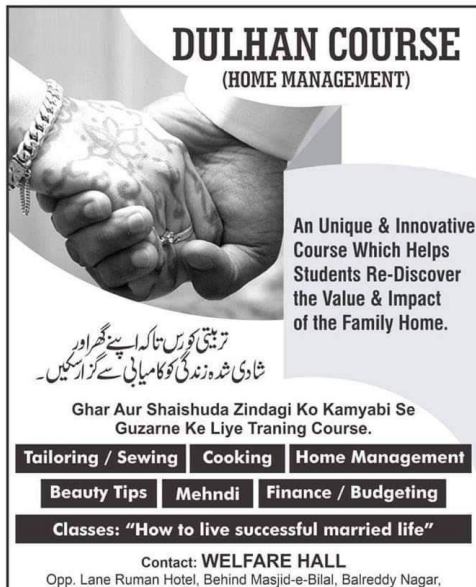 DULHAN COURSE
(HOME MANAGEMENT)
An Unique & Innovative
Course Which Helps
Students Re-Discover
the Value & Impact
of the Family Home.
تربیتی کورس تاکہ اپنے گھر اور
شادی شدہ زندگی کو کامیابی سے گزار سکیں۔
Ghar Aur Shaishuda Zindagi Ko Kamyabi Se
Guzarne Ke Liye Traning Course.
Tailoring / Sewing Cooking Home Management
Beauty Tips Mehndi Finance / Budgeting
Classes: “How to live successful married life”
Contact: WELFARE HALL
Opp. Lane Ruman Hotel, Behind Masjid-e-Bilal, Balreddy Nagar,